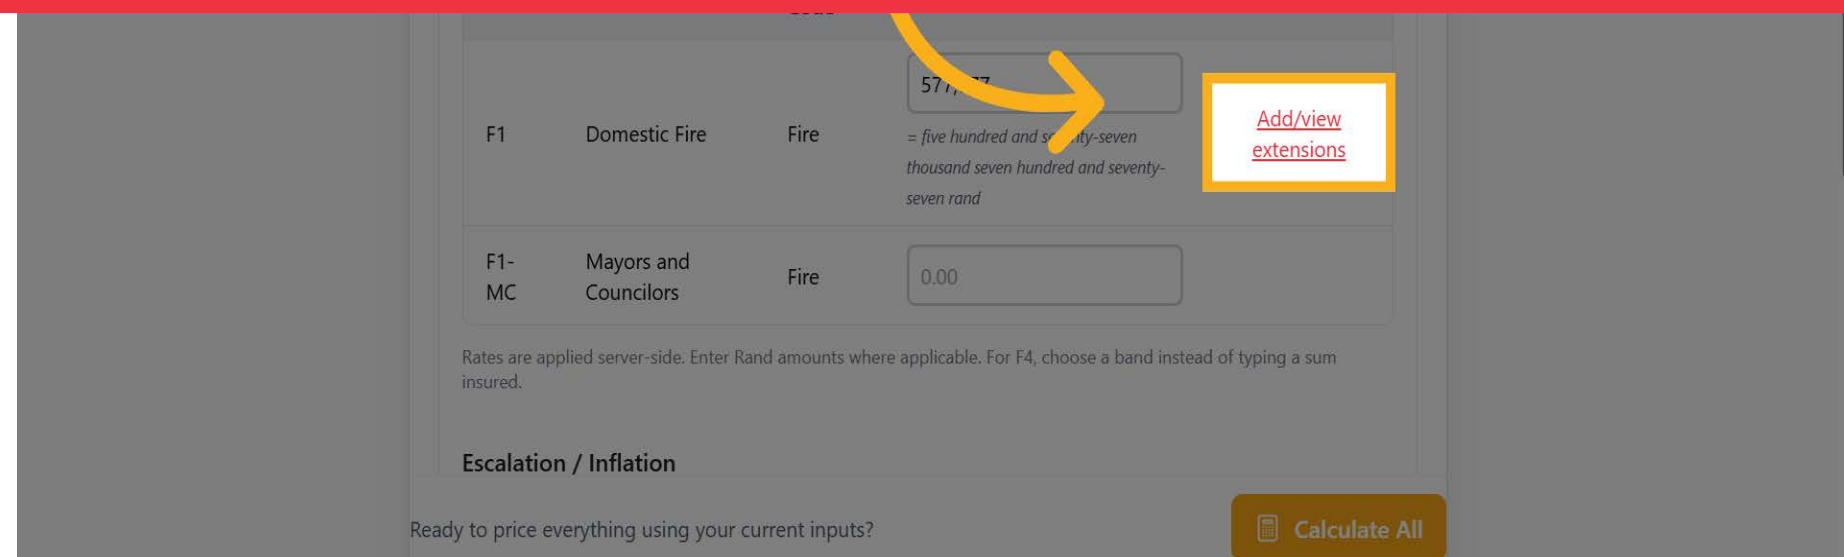 F1 Domestic Fire Fire
= five hundred and
thousand seven hundred and seventy-
seven rand
Add/view
extensions
F1-
MC
Mayors and
Councilors
Fire
0.00
Rates are applied server-side. Enter Rand amounts where applicable. For F4, choose a band instead of typing a sum
insured.
Escalation / Inflation
Ready to price everything using your current inputs?
Calculate All